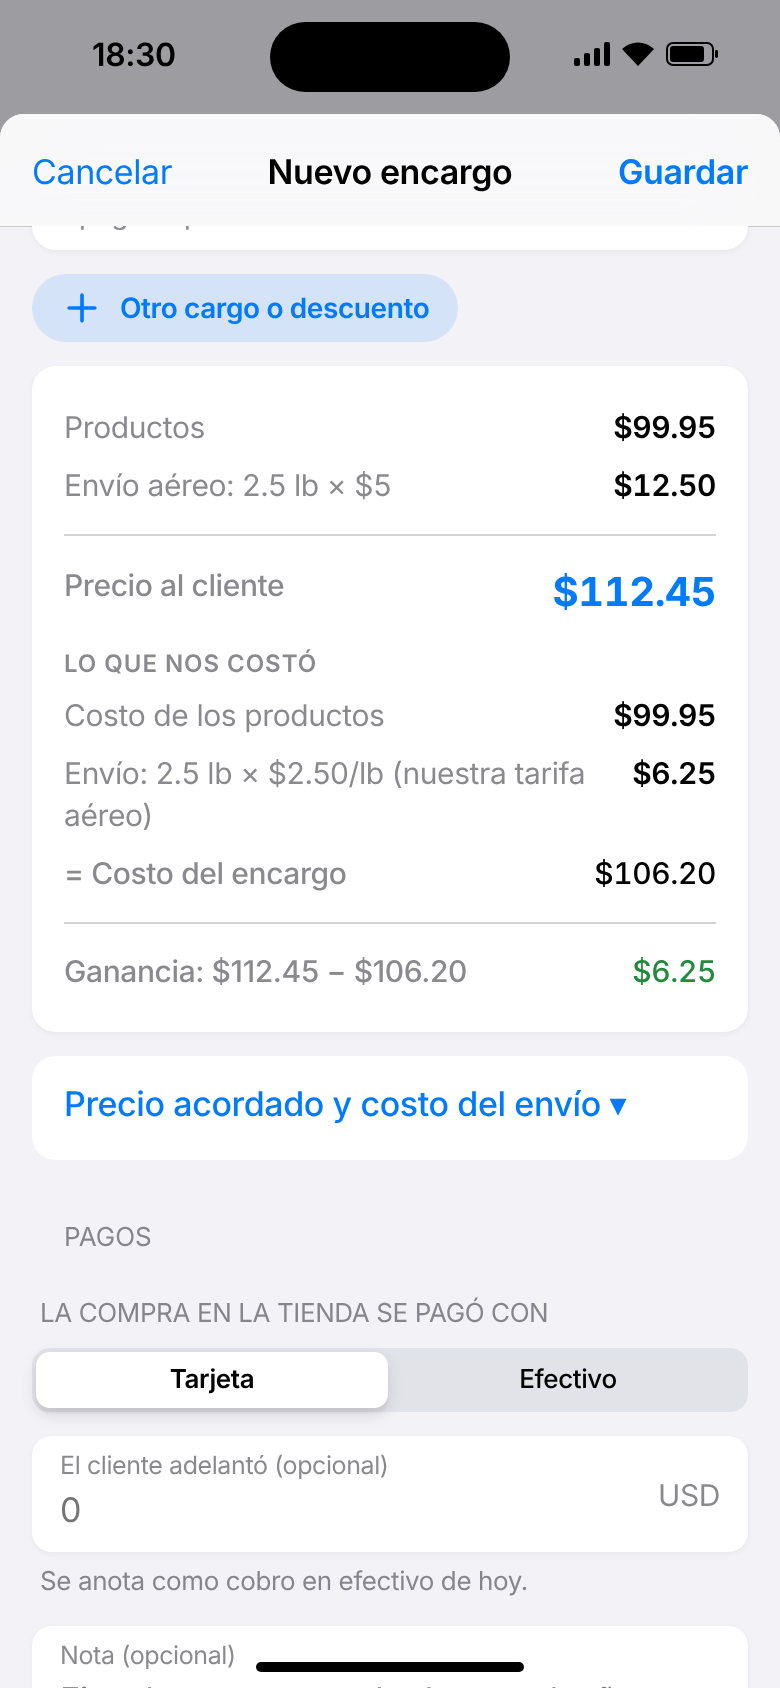 18:30
Cancelar
Nuevo encargo
Guardar
Otro cargo o descuento
Productos
$99.95
Envío aéreo: 2.5 lb × $5
$12.50
Precio al cliente
$112.45
LO QUE NOS COSTÓ
Costo de los productos
$99.95
Envío: 2.5 lb × $2.50/lb (nuestra tarifa
aéreo)
$6.25
= Costo del encargo
$106.20
Ganancia: $112.45 – $106.20
$6.25
Precio acordado y costo del envío ▾
PAGOS
LA COMPRA EN LA TIENDA SE PAGÓ CON
Tarjeta
Efectivo
El cliente adelantó (opcional)
0
USD
Se anota como cobro en efectivo de hoy.
Nota (opcional)